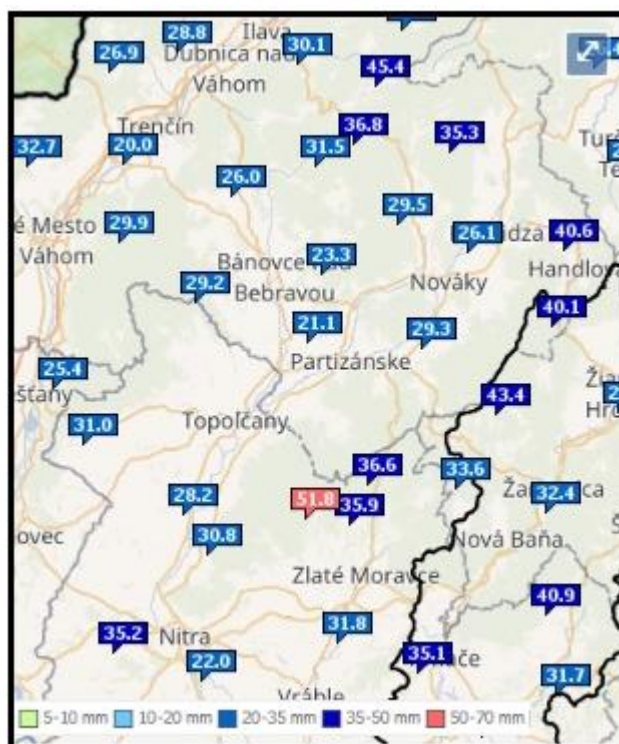 28.8
Ilava
30.1
26.9
Dubnica nad
Váhom
45.4
Trenčín
36.8
35.3
32.7
20.0
31.5
26.0
29.5
é Mesto
29.9
26.1
idza
40.6
Váhom
23.3
Bánovce
Handlov
29.2
Bebravou
Nováky
40.1
21.1
29.3
Partizánske
25.4
šťany
43.4
31.0
Topoľčany
36.6
33.6
28.2
51.8
35.9
32.4
30.8
ovec
Nová Baňa
Zlaté Moravce
40.9
35.2
Nitra
31.8
22.0
35.1
31.7
Vráble
5-10 mm
10-20 mm
20-35 mm
35-50 mm
50-70 mm